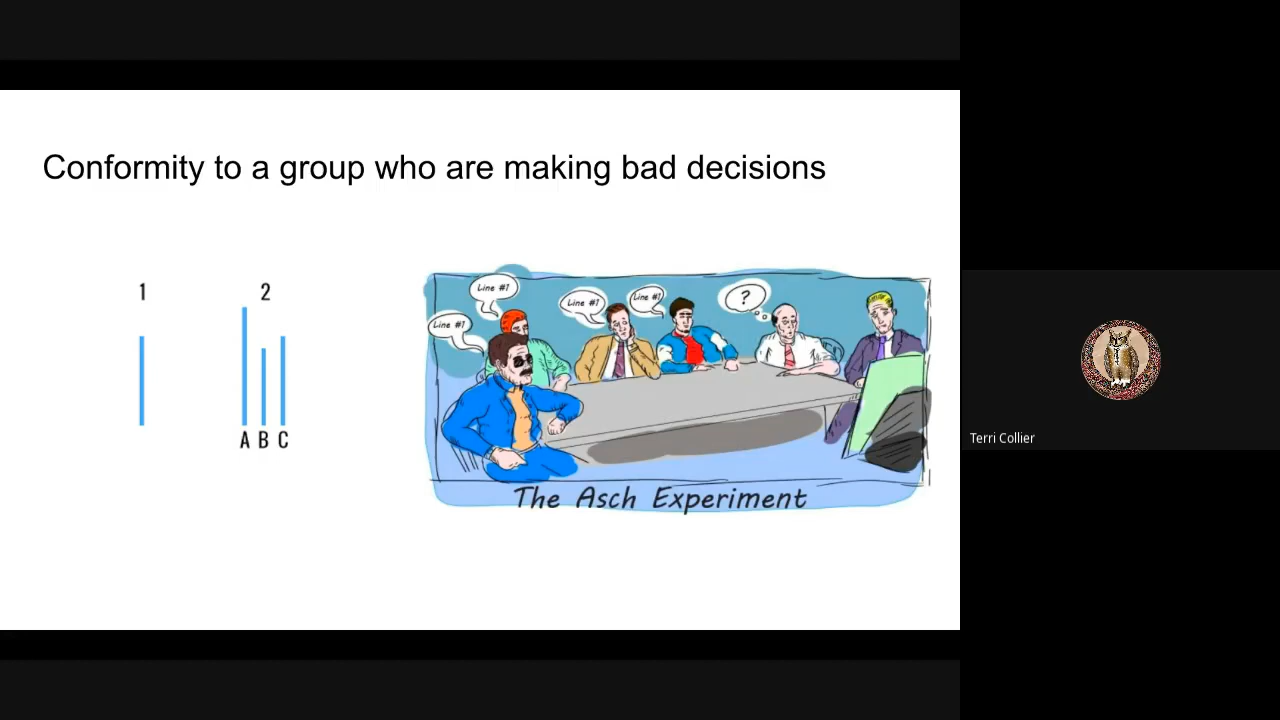 Conformity to a group who are making bad decisions
1
2
A B C
Line #1
Line #1
Line #1
Line #1
?
The Asch Experiment
Terri Collier